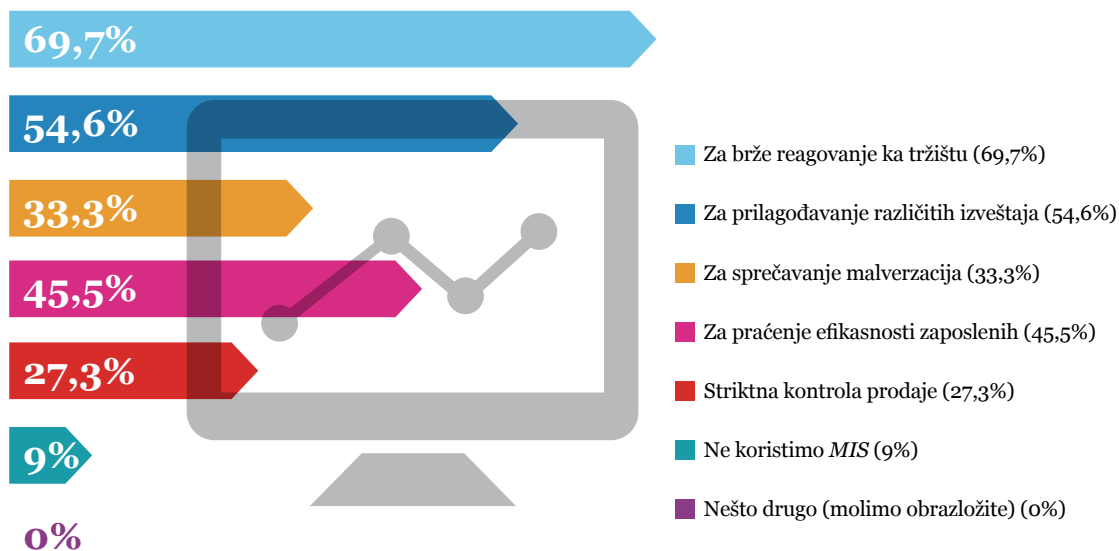 69,7%
54,6%
33,3%
45,5%
27,3%
9%
0%
Za brže reagovanje ka tržištu (69,7%)
Za prilagođavanje različitih izveštaja (54,6%)
Za sprečavanje malverzacija (33,3%)
Za praćenje efikasnosti zaposlenih (45,5%)
Striktna kontrola prodaje (27,3%)
Ne koristimo MIS (9%)
Nešto drugo (molimo obrazložite) (0%)